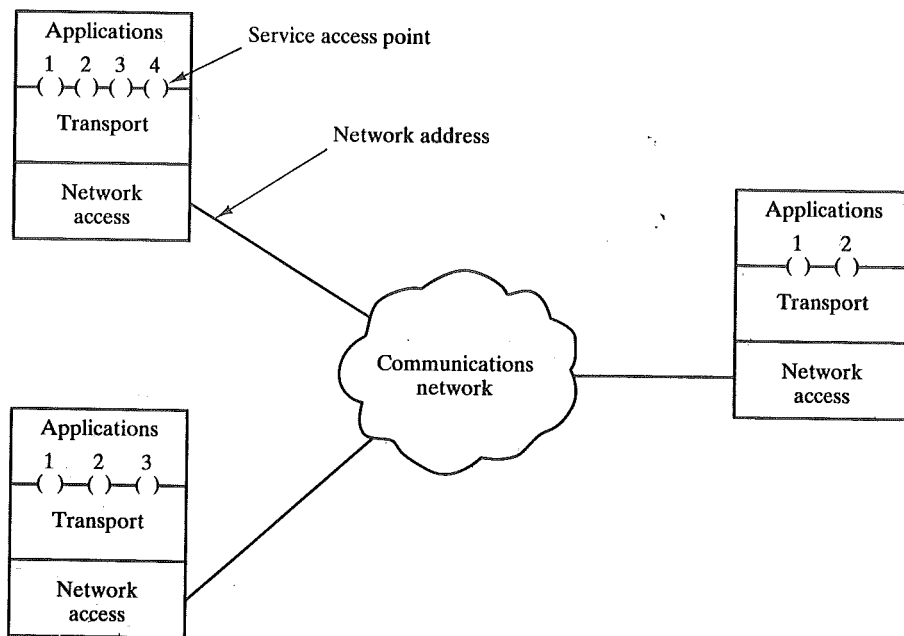 Applications
1 2 3 4
Service access point
Transport
Network address
Network
access
Applications
1 2
Transport
Communications
network
Network
access
Applications
1 2 3
Transport
Network
access